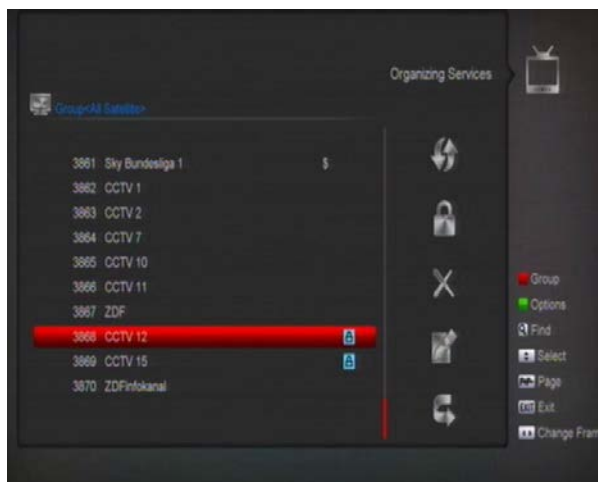 Organizing Services
Group<All Satellite>
3861 Sky Bundesliga 1 $
3862 CCTV 1
3863 CCTV 2
3864 CCTV 7
3865 CCTV 10
3866 CCTV 11
3867 ZDF
3868 CCTV 12
3869 CCTV 15
3870 ZDFinfokanal
Group
Options
Find
Select
Page
EXIT Exit
Change Fram